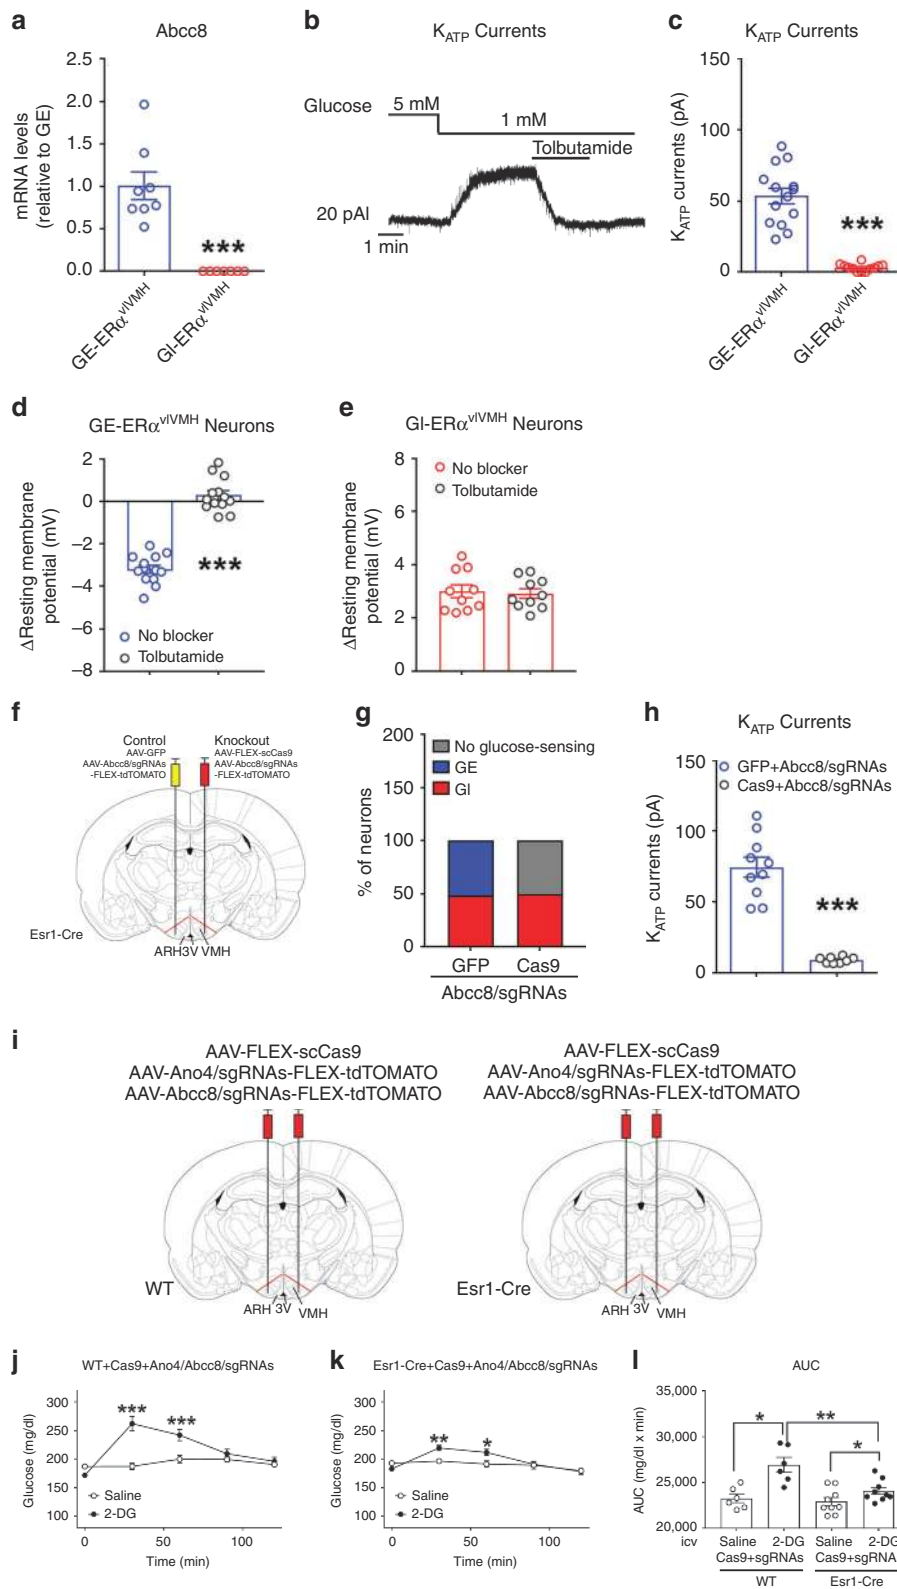 a
Abcc8
mRNA levels
(relative to GE)
2.5
2.0
1.5
1.0
0.5
0.0
***
GE-ERα^vlVMH
GI-ERα^vlVMH
b
K_ATP Currents
Glucose
5 mM
1 mM
Tolbutamide
20 pA
1 min
c
K_ATP Currents
K_ATP currents (pA)
150
100
50
0
***
GE-ERα^vlVMH
GI-ERα^vlVMH
d
GE-ERα^vlVMH Neurons
ΔResting membrane
potential (mV)
2
0
−2
−4
−6
−8
***
No blocker
Tolbutamide
e
GI-ERα^vlVMH Neurons
ΔResting membrane
potential (mV)
8
6
4
2
0
No blocker
Tolbutamide
f
Control
AAV-GFP
AAV-Abcc8/sgRNAs
-FLEX-tdTOMATO
Knockout
AAV-FLEX-scCas9
AAV-Abcc8/sgRNAs
-FLEX-tdTOMATO
Esr1-Cre
ARH
3V
VMH
g
% of neurons
200
150
100
50
0
No glucose-sensing
GE
GI
GFP
Cas9
Abcc8/sgRNAs
h
K_ATP Currents
K_ATP currents (pA)
150
100
50
0
GFP+Abcc8/sgRNAs
Cas9+Abcc8/sgRNAs
***
i
AAV-FLEX-scCas9
AAV-Ano4/sgRNAs-FLEX-tdTOMATO
AAV-Abcc8/sgRNAs-FLEX-tdTOMATO
WT
ARH
3V
VMH
AAV-FLEX-scCas9
AAV-Ano4/sgRNAs-FLEX-tdTOMATO
AAV-Abcc8/sgRNAs-FLEX-tdTOMATO
Esr1-Cre
ARH
3V
VMH
j
WT+Cas9+Ano4/Abcc8/sgRNAs
Glucose (mg/dl)
300
250
200
150
100
***
***
Saline
2-DG
0
50
100
Time (min)
k
Esr1-Cre+Cas9+Ano4/Abcc8/sgRNAs
Glucose (mg/dl)
300
250
200
150
100
**
*
Saline
2-DG
0
50
100
Time (min)
l
AUC
AUC (mg/dl x min)
35,000
30,000
25,000
20,000
*
**
*
icv
Saline
2-DG
Saline
2-DG
Cas9+sgRNAs
Cas9+sgRNA
WT
Esr1-Cre